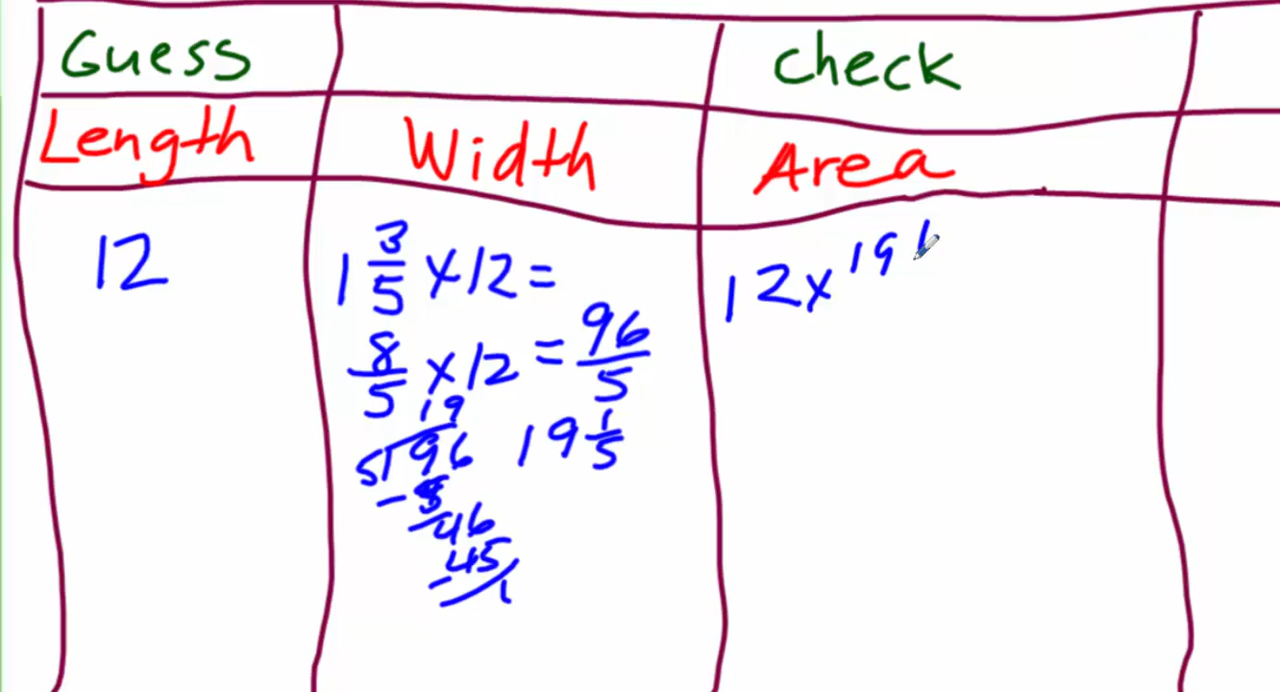 Guess
Check
Length
Width
Area
12
1 3/5 x 12 =
8/5 x 12 = 96/5
19
5)96
19 1/5
- 5
46
- 45
1
12 x 19 1